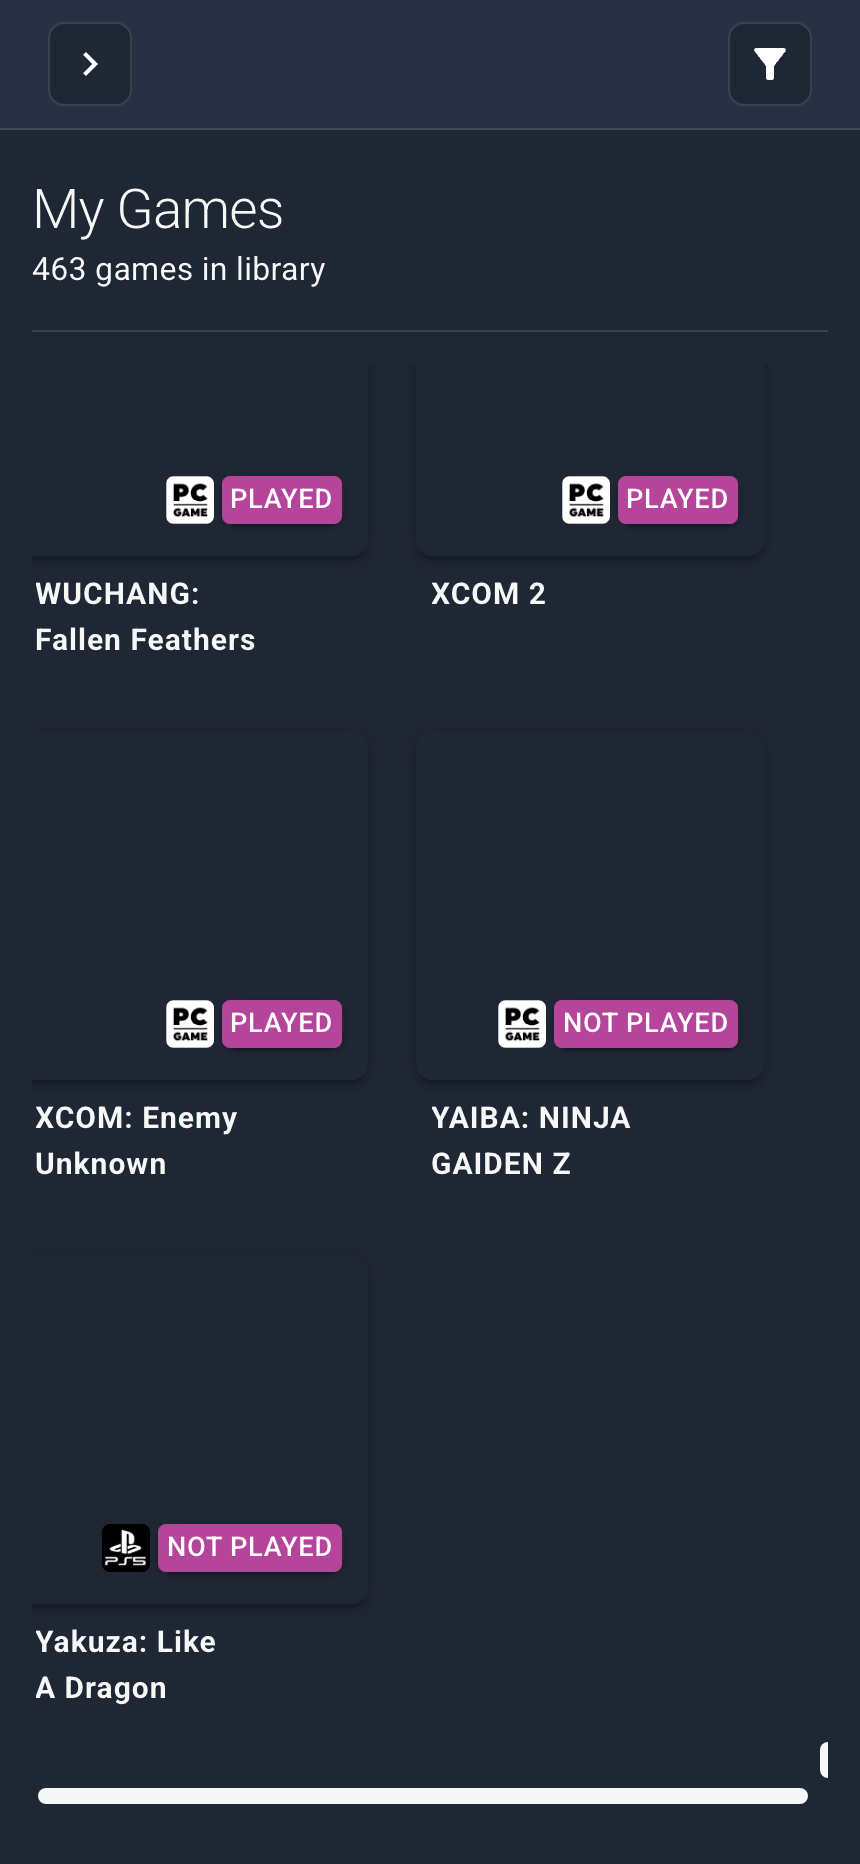 My Games
463 games in library
PC
GAME
PLAYED
PC
GAME
PLAYED
WUCHANG:
Fallen Feathers
XCOM 2
PC
GAME
PLAYED
PC
GAME
NOT PLAYED
XCOM: Enemy
Unknown
YAIBA: NINJA
GAIDEN Z
PS5
NOT PLAYED
Yakuza: Like
A Dragon